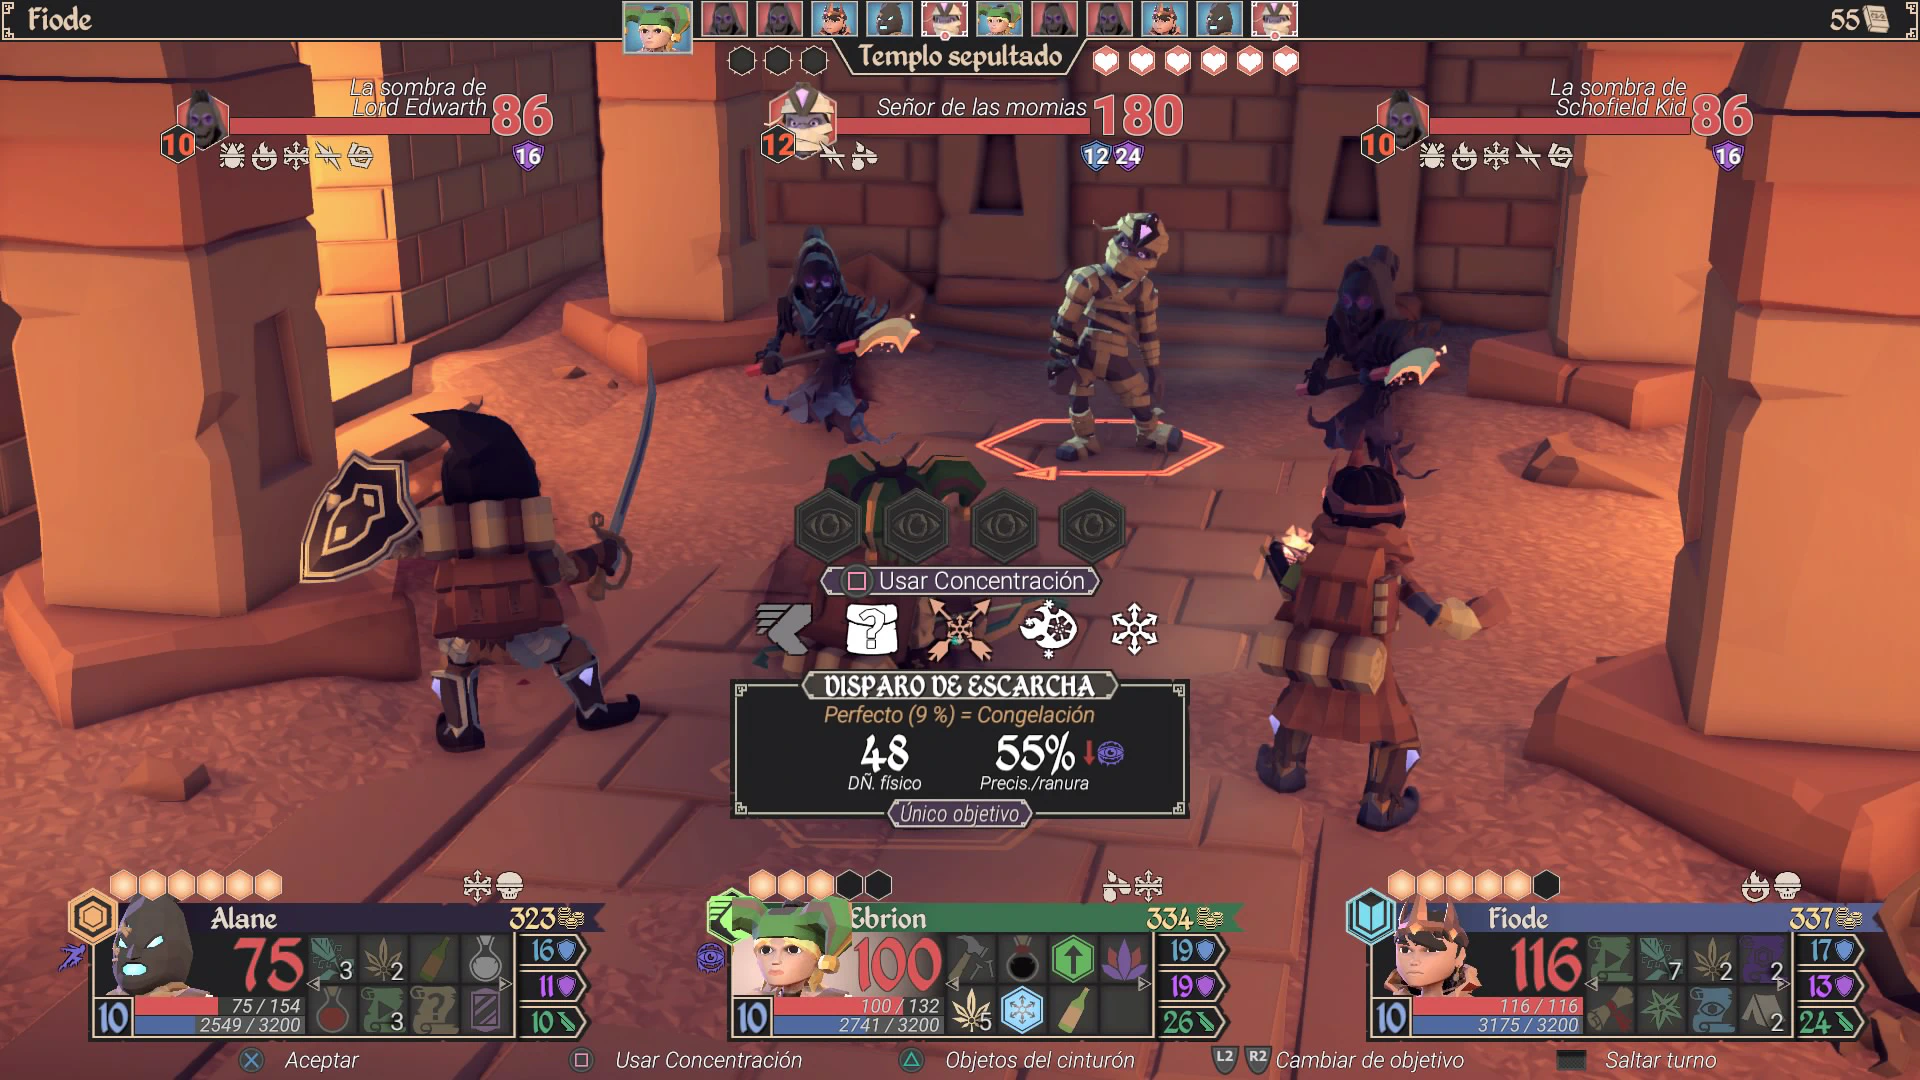 Fiode
55
Templo sepultado
La sombra de
Lord Edwarth
86
10
16
Señor de las momias
180
12
12
24
La sombra de
Schofield Kid
86
10
16
Usar Concentración
DISPARO DE ESCARCHA
Perfecto (9 %) = Congelación
48
55%
DÑ. físico
Precis./ranura
Único objetivo
Alane
323
75
3
2
3
10
75 / 154
2549 / 3200
16
11
10
Ebrion
334
100
5
10
100 / 132
2741 / 3200
19
19
26
Fiode
337
116
7
2
2
2
10
116 / 116
3175 / 3200
17
13
24
Aceptar
Usar Concentración
Objetos del cinturón
L2
R2
Cambiar de objetivo
Saltar turno